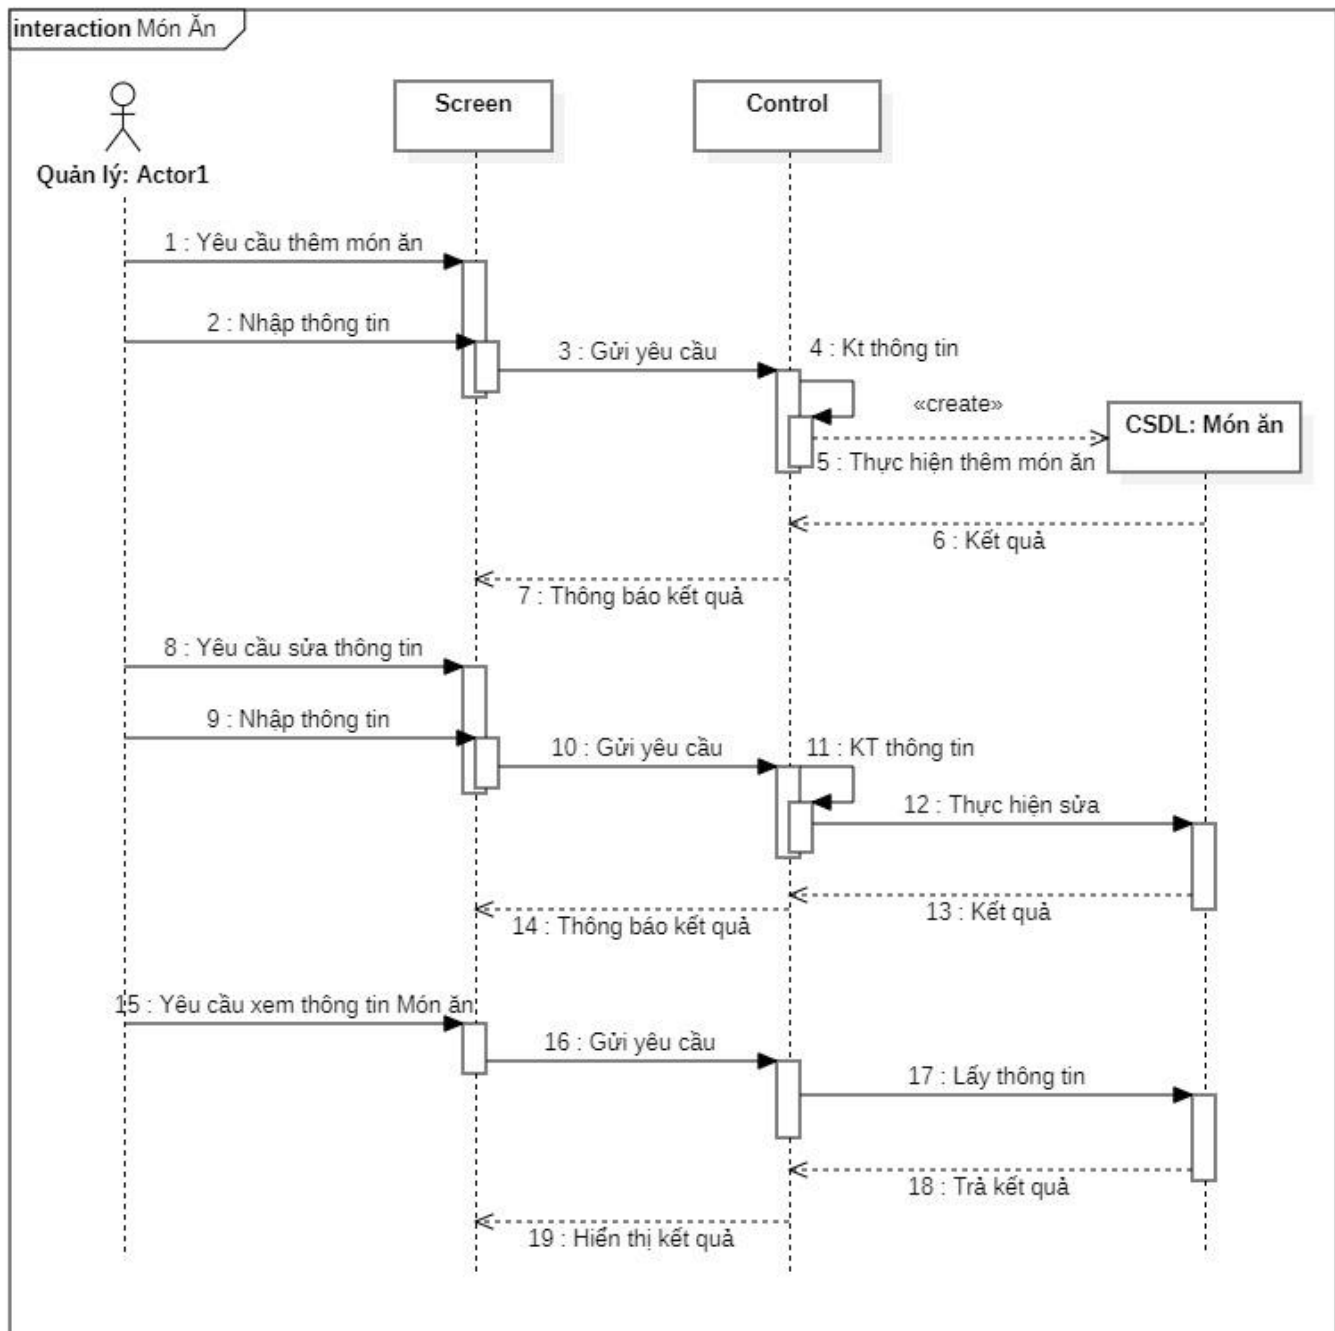 interaction Món Ăn
Screen
Control
Quản lý: Actor1
1 : Yêu cầu thêm món ăn
2 : Nhập thông tin
3 : Gửi yêu cầu
4 : Kt thông tin
«create»
CSDL: Món ăn
5 : Thực hiện thêm món ăn
6 : Kết quả
7 : Thông báo kết quả
8 : Yêu cầu sửa thông tin
9 : Nhập thông tin
10 : Gửi yêu cầu
11 : KT thông tin
12 : Thực hiện sửa
13 : Kết quả
14 : Thông báo kết quả
15 : Yêu cầu xem thông tin Món ăn
16 : Gửi yêu cầu
17 : Lấy thông tin
18 : Trả kết quả
19 : Hiển thị kết quả